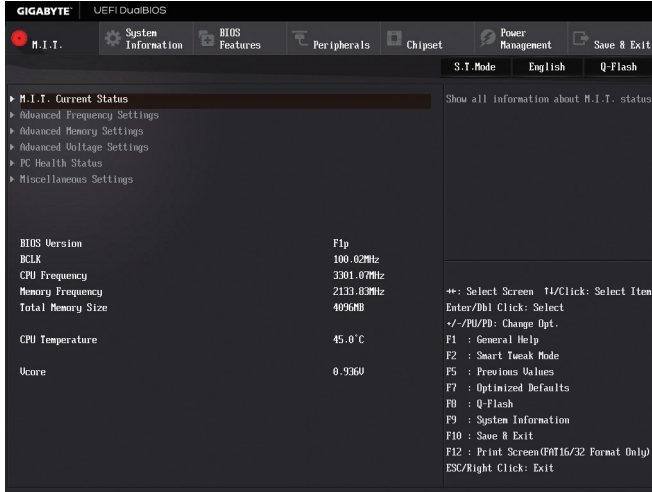 GIGABYTE™ UEFI DualBIOS
M.I.T.
System Information
BIOS Features
Peripherals
Chipset
Power Management
Save & Exit
S.T.Mode English Q-Flash
M.I.T. Current Status
Advanced Frequency Settings
Advanced Memory Settings
Advanced Voltage Settings
PC Health Status
Miscellaneous Settings
BIOS Version F1p
BCLK 100.02MHz
CPU Frequency 3301.07MHz
Memory Frequency 2133.83MHz
Total Memory Size 4096MB
CPU Temperature 45.0°C
Vcore 0.936V
Show all information about M.I.T. status
→←: Select Screen ↑↓/Click: Select Item
Enter/Dbl Click: Select
+/-/PU/PD: Change Opt.
F1 : General Help
F2 : Smart Tweak Mode
F5 : Previous Values
F7 : Optimized Defaults
F8 : Q-Flash
F9 : System Information
F10 : Save & Exit
F12 : Print Screen(FAT16/32 Format Only)
ESC/Right Click: Exit